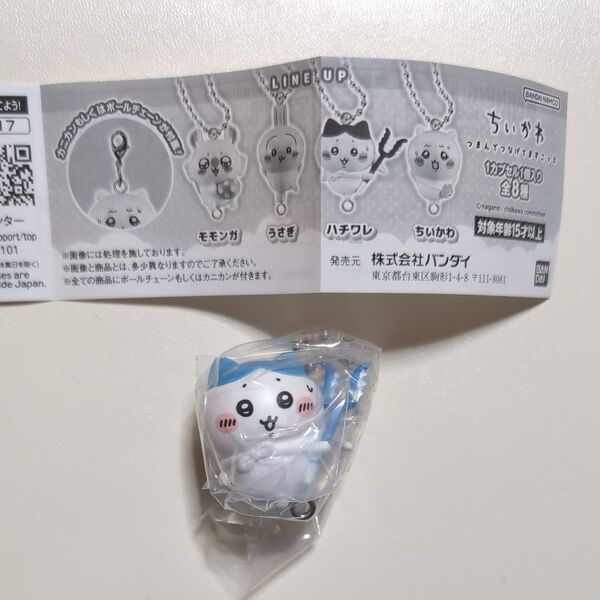 てよう!
17
ンター
pport/top
101
es are
de Japan.
カニカンもしくはボールチェーンが付属!
LINE UP
モモンガ
うさぎ
ハチワレ
ちいかわ
※画像には処理を施しております。
※画像と商品とは、多少異なりますのでご了承ください。
※全ての商品にボールチェーンもしくはカニカンが付きます。
BANDAI NAMCO
ちいかわ
つまんでつなげてますこっと
1カプセル1個入り
全8種
©nagano / chiikawa committee
対象年齢15才以上
発売元 株式会社バンダイ
東京都台東区駒形1-4-8 〒111-8081
BAN
DAI